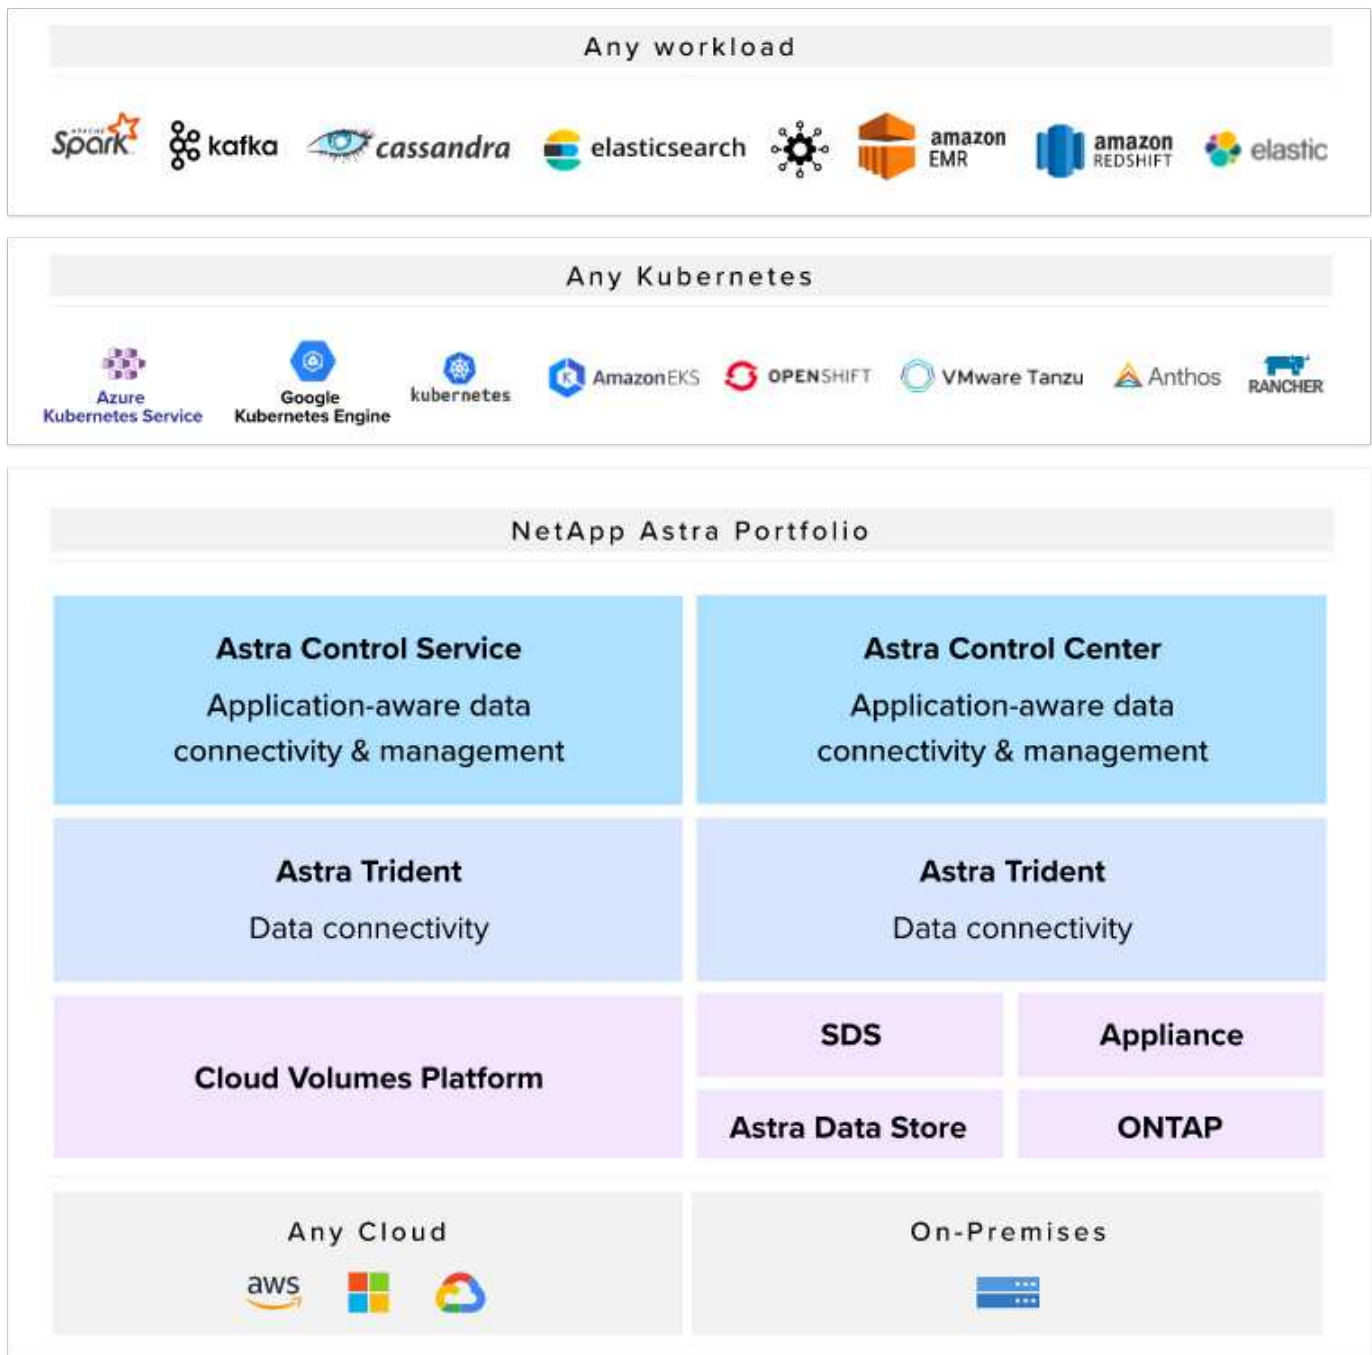 Any workload
APACHE
Spark
kafka
cassandra
elasticsearch
amazon
EMR
amazon
REDSHIFT
elastic
Any Kubernetes
Azure
Kubernetes Service
Google
Kubernetes Engine
kubernetes
K
Amazon EKS
OPENSHIFT
VMware Tanzu
Anthos
RANCHER
NetApp Astra Portfolio
Astra Control Service
Application-aware data
connectivity & management
Astra Control Center
Application-aware data
connectivity & management
Astra Trident
Data connectivity
Astra Trident
Data connectivity
Cloud Volumes Platform
SDS
Appliance
Astra Data Store
ONTAP
Any Cloud
aws
On-Premises